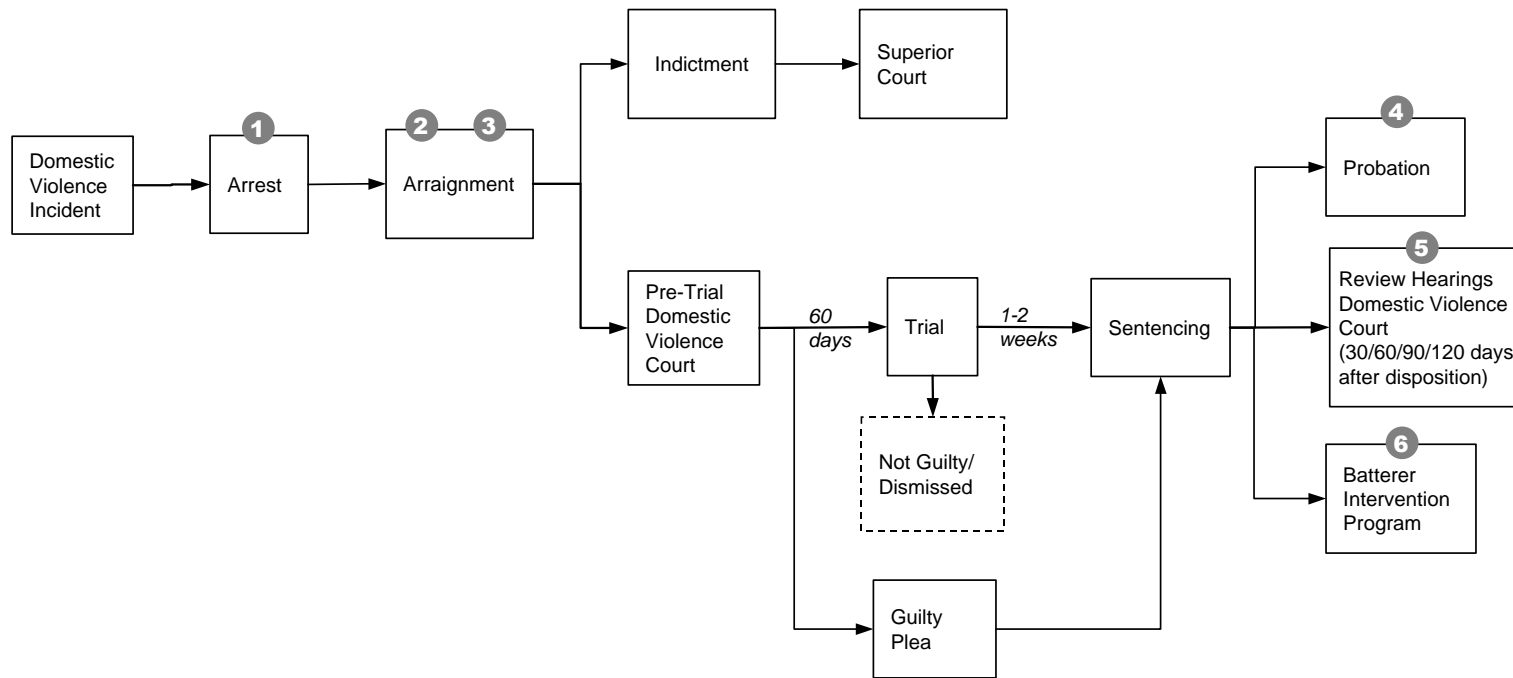 Indictment
Superior
Court
1
2
3
4
Domestic
Violence
Incident
Arrest
Arraignment
Probation
5
Pre-Trial
Domestic
Violence
Court
60
days
Trial
1-2
weeks
Sentencing
Review Hearings
Domestic Violence
Court
(30/60/90/120 days
after disposition)
Not Guilty/
Dismissed
6
Batterer
Intervention
Program
Guilty
Plea